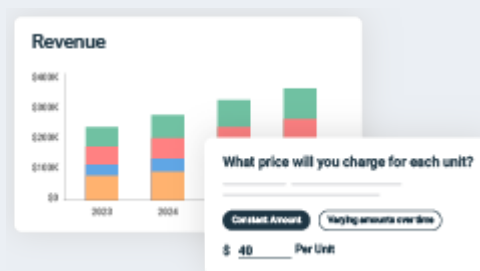 Revenue
$400K
$300K
$200K
$100K
$0
2023
2024
What price will you charge for each unit?
Constant Amount
Varying amounts over time
$ 40 Per Unit